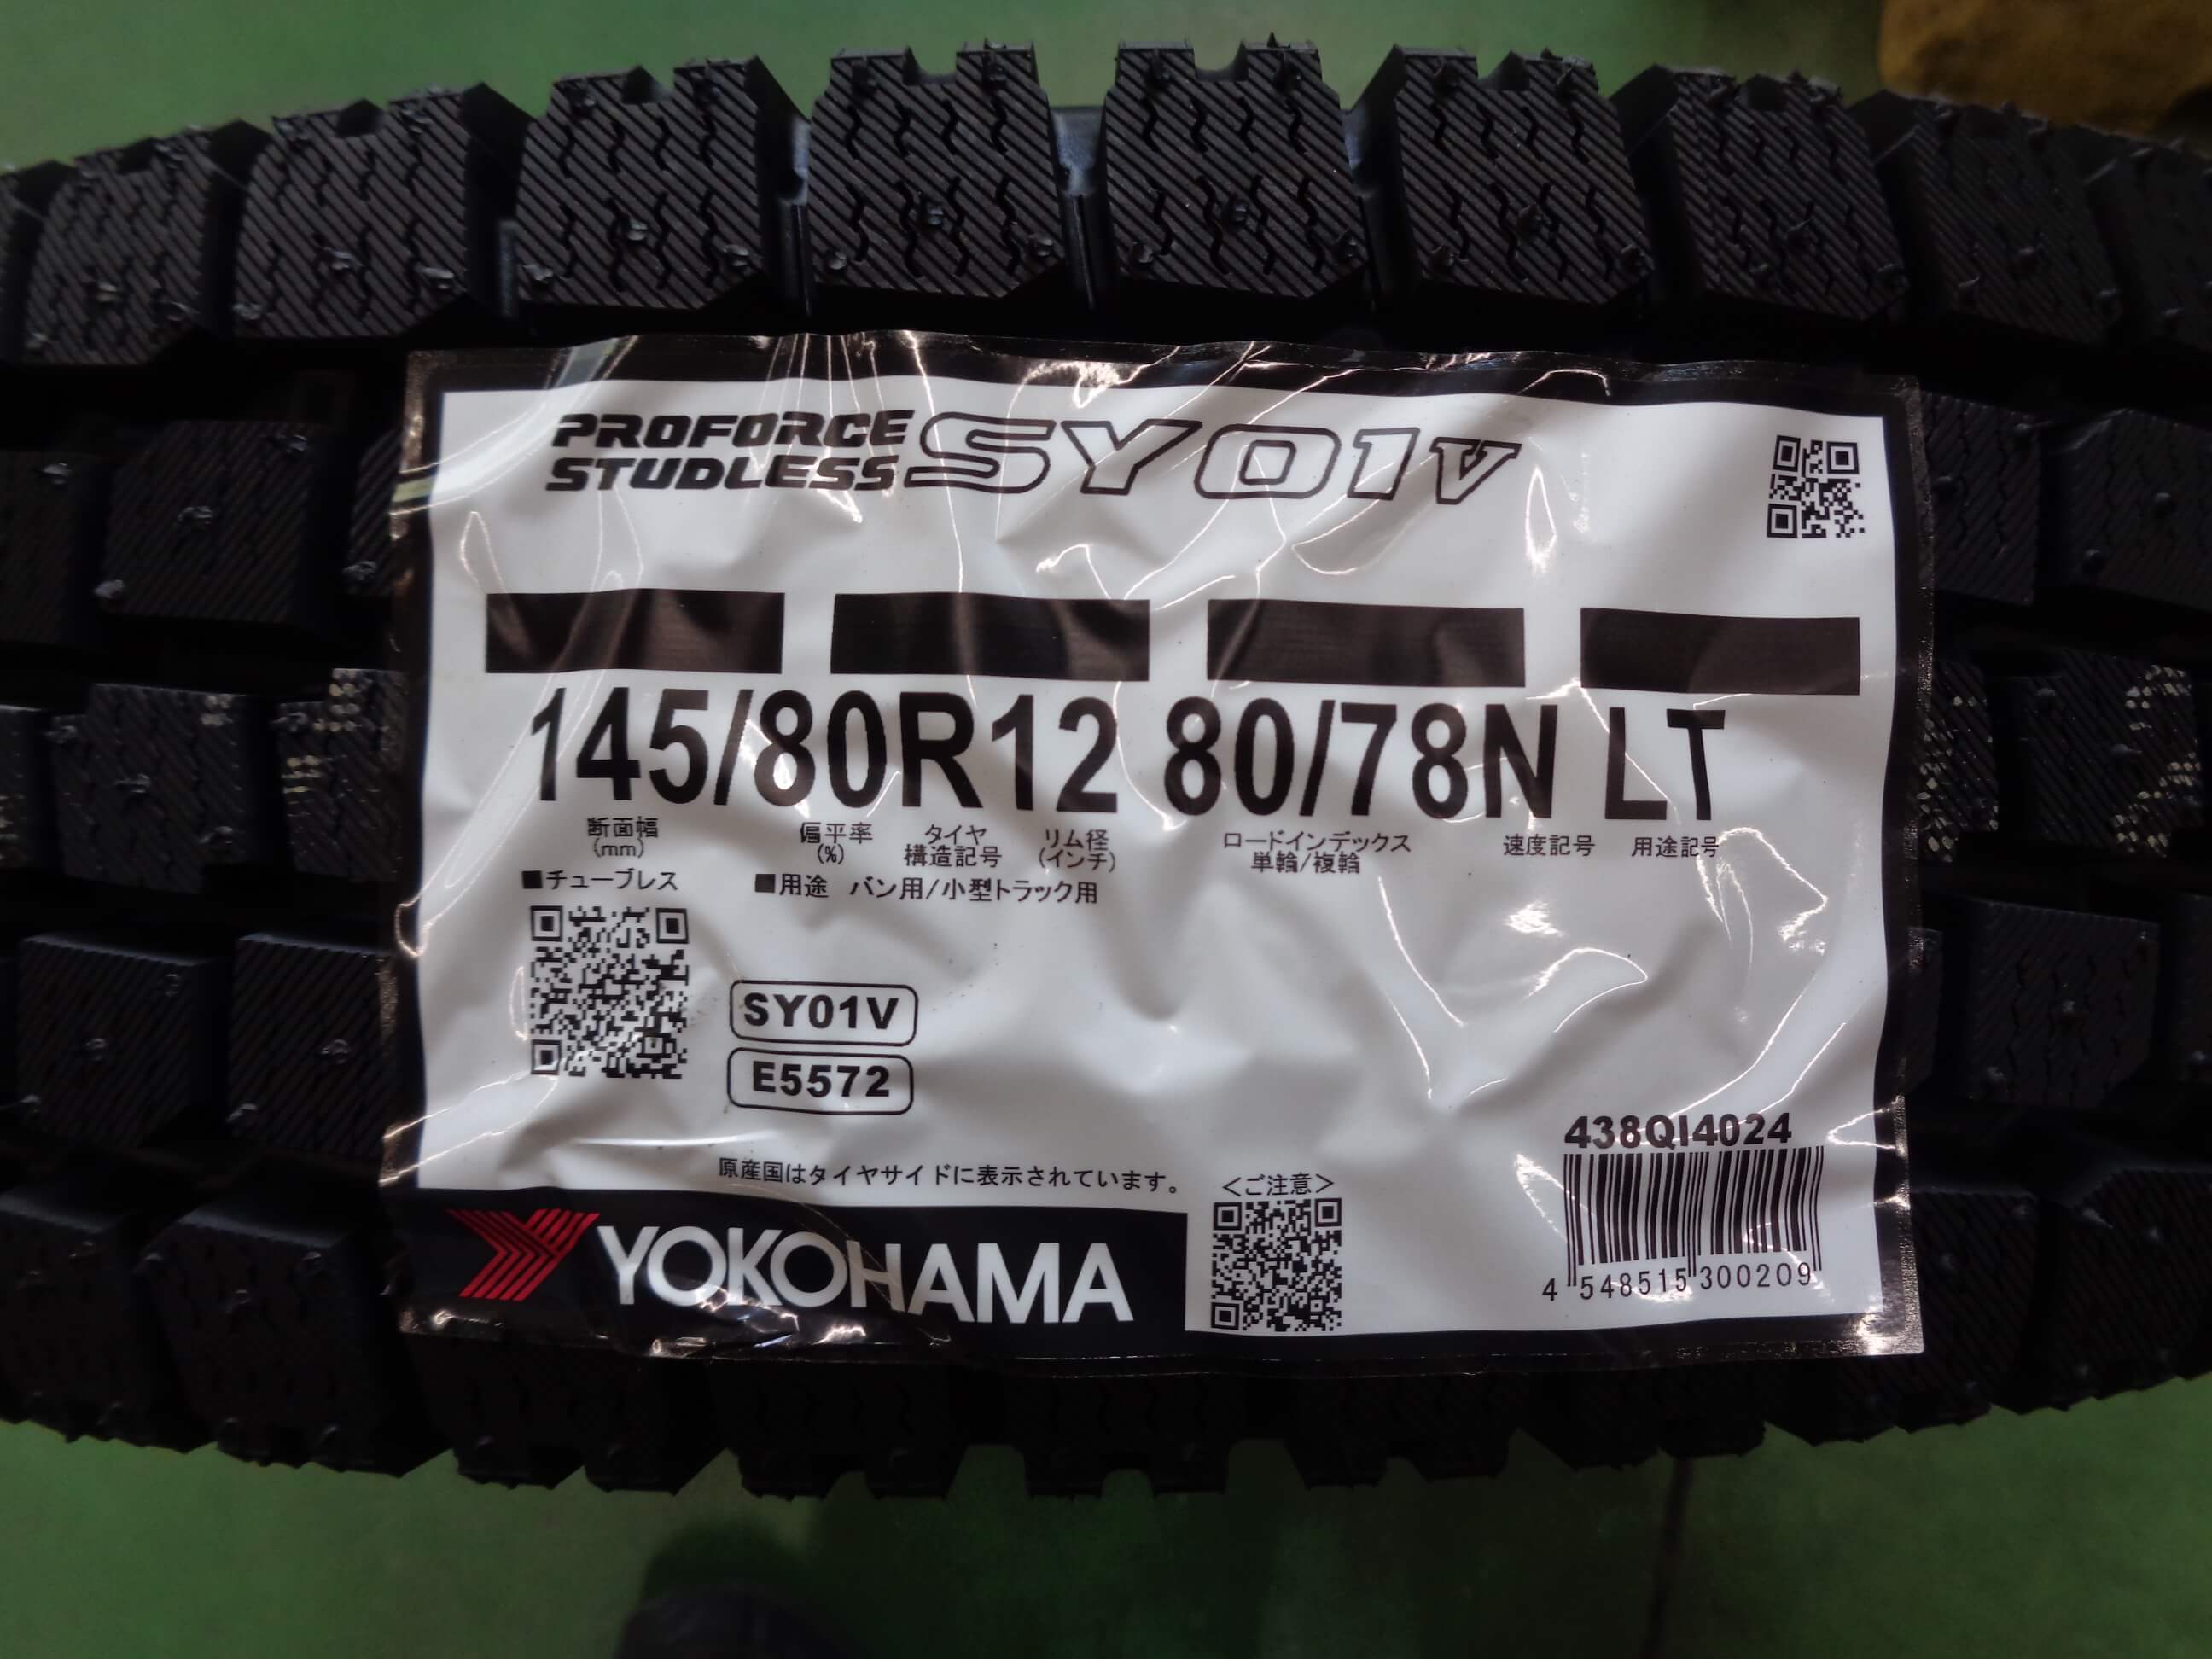 PROFORCE
STUDLESS SY01V
145/80R12 80/78N LT
断面幅
(mm)
偏平率
(%)
タイヤ
構造記号
リム径
(インチ)
ロードインデックス
単輪/複輪
速度記号
用途記号
■チューブレス
■用途 バン用/小型トラック用
SY01V
E5572
438QI4024
原産国はタイヤサイドに表示されています。
<ご注意>
YOKOHAMA
4 548515 300209